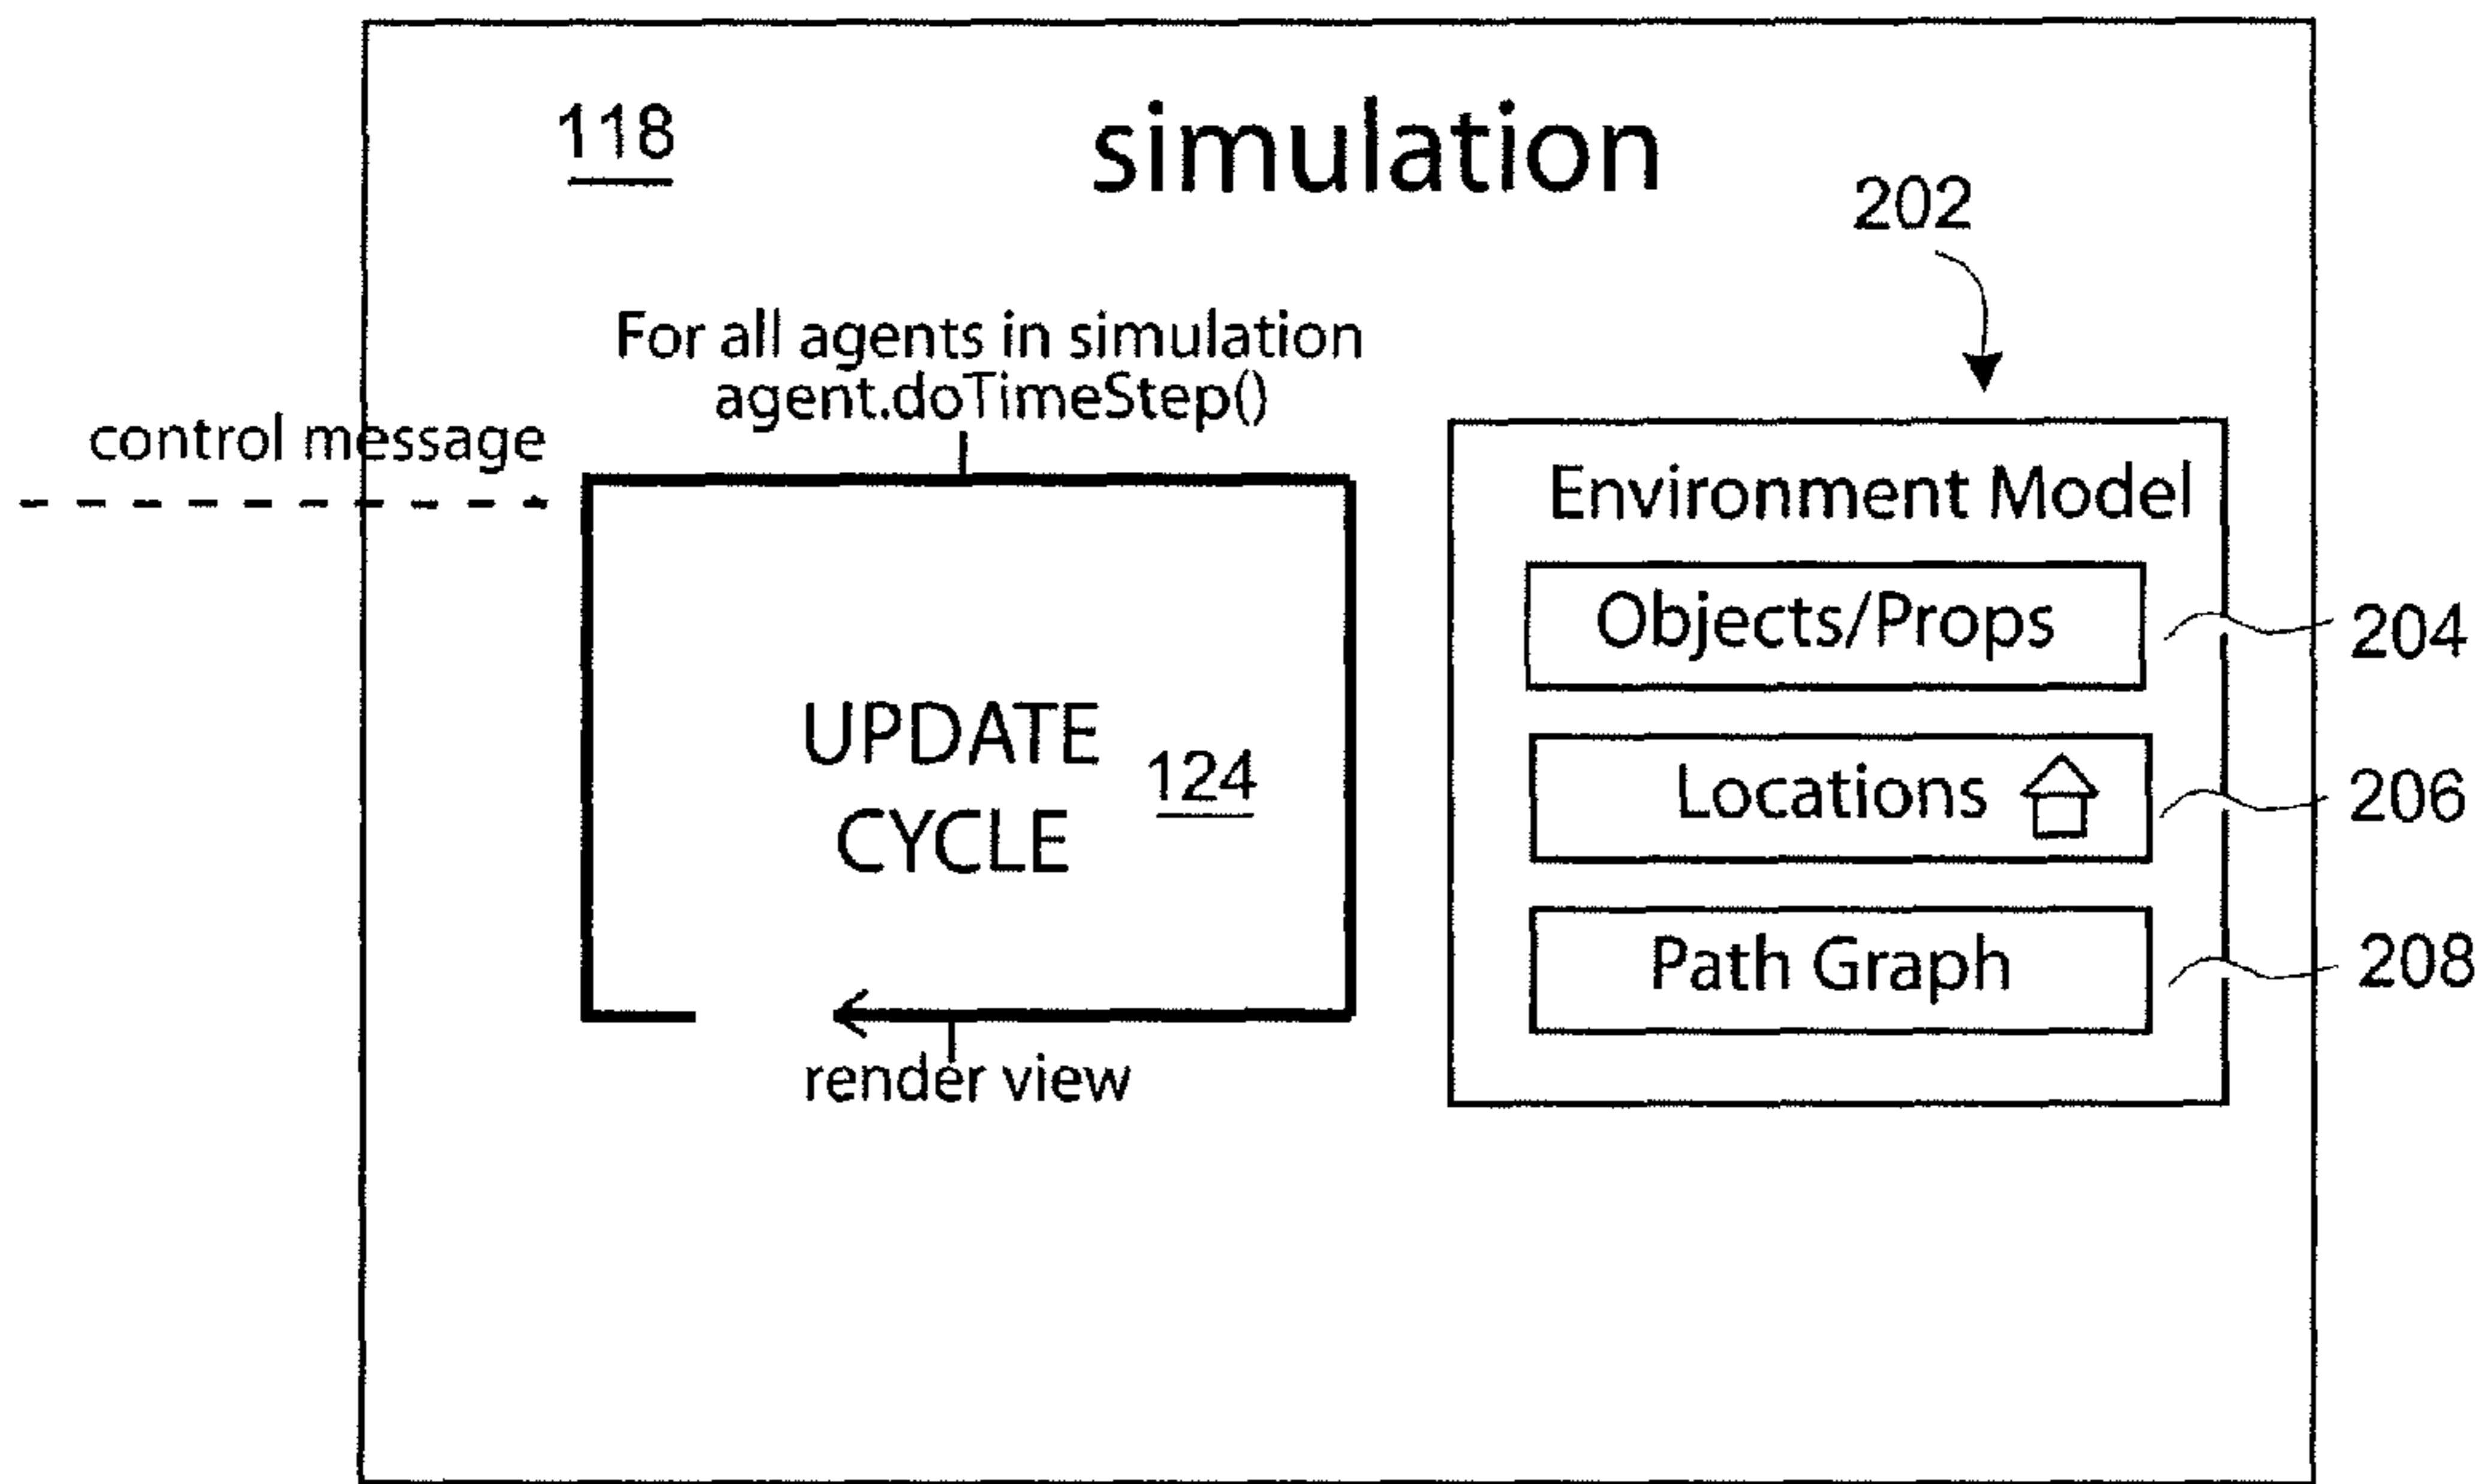 118
simulation
202
For all agents in simulation
agent.doTimeStep()
control message
Environment Model
Objects/Props
204
UPDATE
CYCLE
124
Locations
206
Path Graph
208
render view